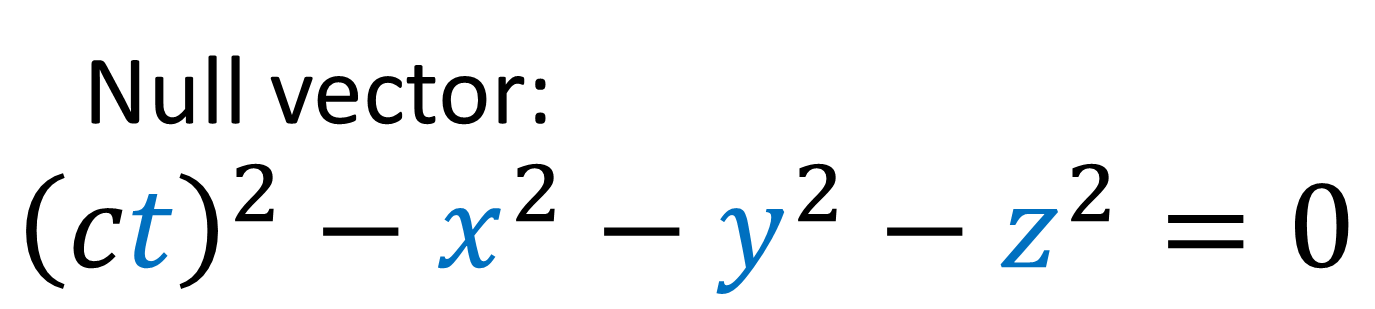 Null vector:
(ct)² − x² − y² − z² = 0